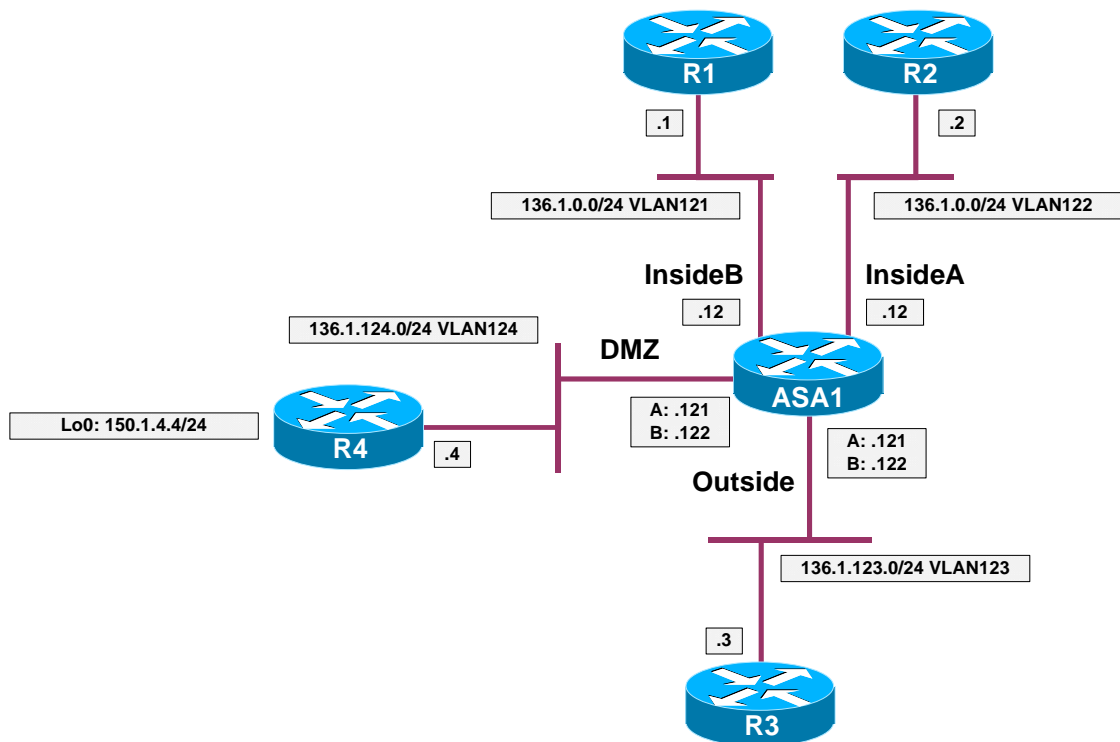 R1
R2
.1
.2
136.1.0.0/24 VLAN121
136.1.0.0/24 VLAN122
InsideB
InsideA
.12
.12
136.1.124.0/24 VLAN124
DMZ
ASA1
Lo0: 150.1.4.4/24
R4
.4
A: .121
B: .122
A: .121
B: .122
Outside
136.1.123.0/24 VLAN123
.3
R3